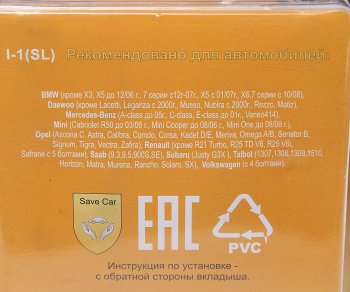 I-1(SL) Рекомендовано для автомобилей:
BMW (кроме X3, X5 до 12/06 г., 7 серии с12г-07г., X5 с 01/07г., X6,7 серии с 10/08),
Daewoo (кроме Lacetti, Leganza с 2000г., Musso, Nubira с 2000г., Rezzo, Matiz),
Mercedes-Benz (A-class до 05г., C-class, E-class до 01г., Vaneo414),
Mini (Cabriolet R50 до 03/06 г., Mini Cooper до 08/06 г., Mini One до 08/06 г.),
Opel (Ascona C, Astra, Calibra, Combo, Corsa, Kadet D/E, Meriva, Omega A/B, Senator B,
Signum, Tigra, Vectra, Zafira), Renault (кроме R21 Turbo, R25 TD V6, R25 V6),
Safrane с 5 болтами), Saab (9.3,9.5,900S,SE), Subaru (Justy G3X ), Talbot (1307,1308,1309,1510,
Horizon, Matra, Murena, Rancho, Solaro, SX), Volkswagen (с 4 болтами).
Save Car
EAC
3
PVC
Инструкция по установке -
с обратной стороны вкладыша.